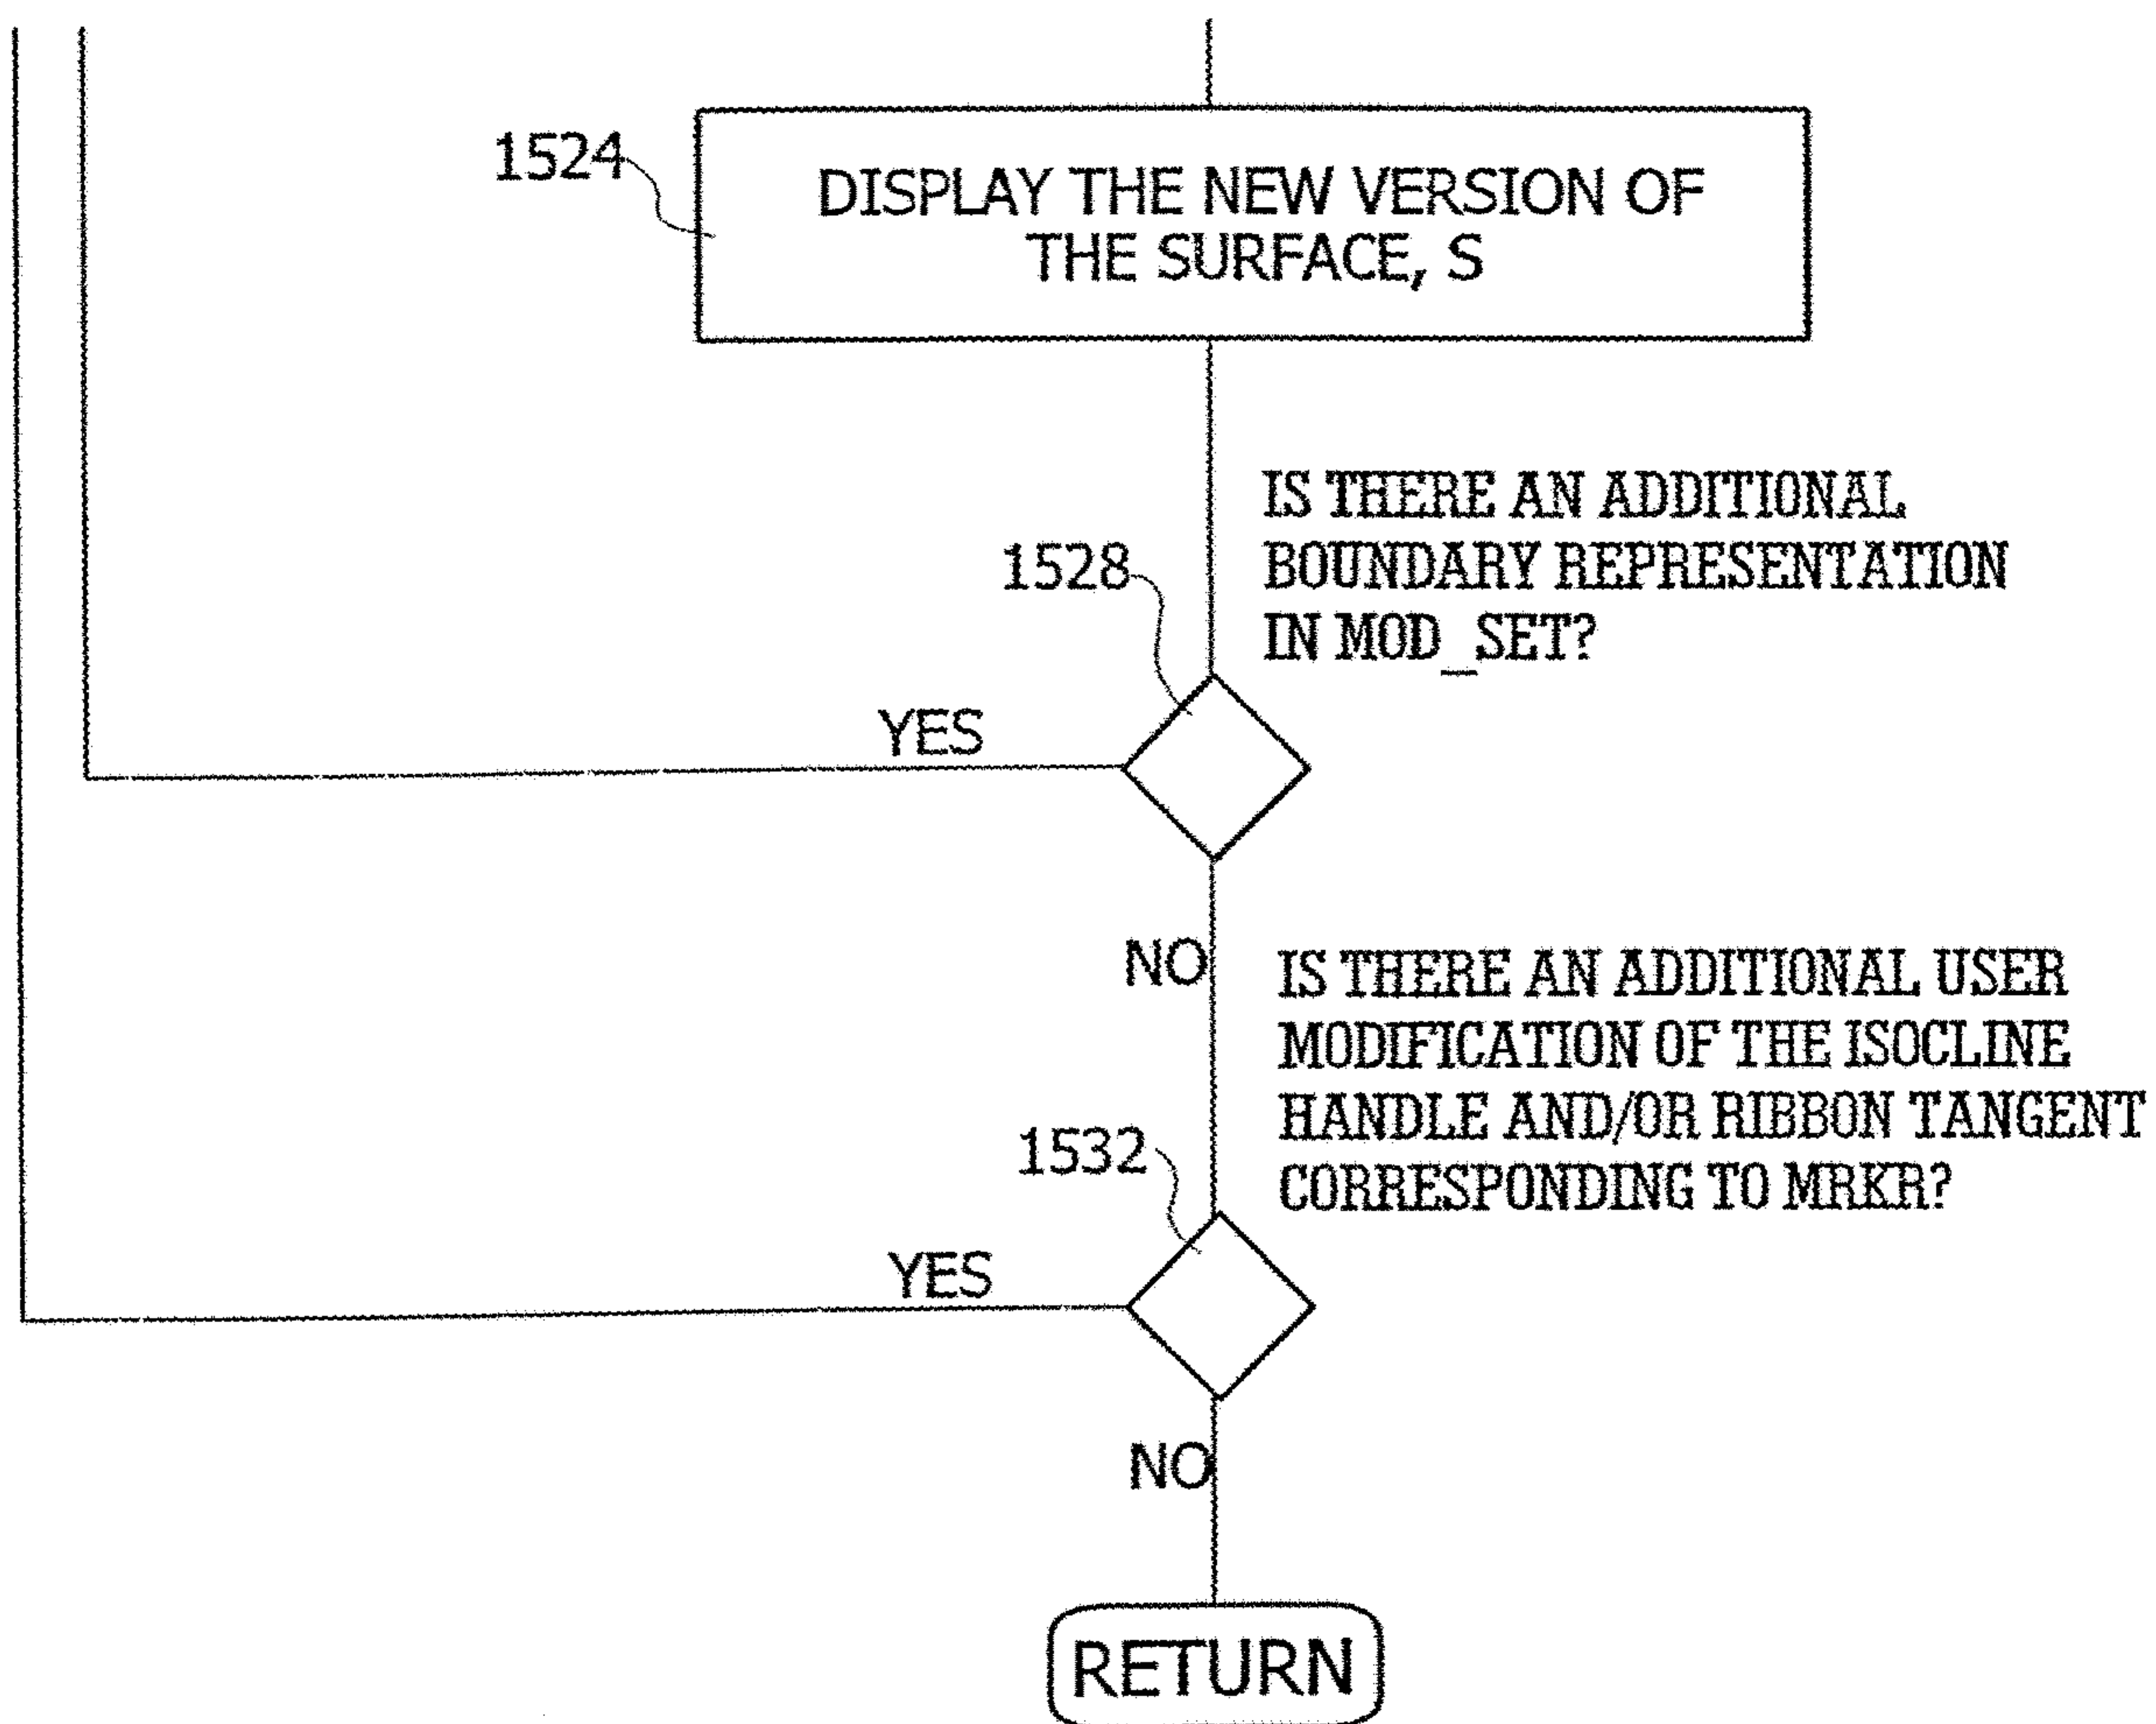 1524
DISPLAY THE NEW VERSION OF
THE SURFACE, S
IS THERE AN ADDITIONAL
BOUNDARY REPRESENTATION
IN MOD_SET?
1528
YES
NO
IS THERE AN ADDITIONAL USER
MODIFICATION OF THE ISOCLINE
HANDLE AND/OR RIBBON TANGENT
CORRESPONDING TO MRKR?
1532
YES
NO
RETURN